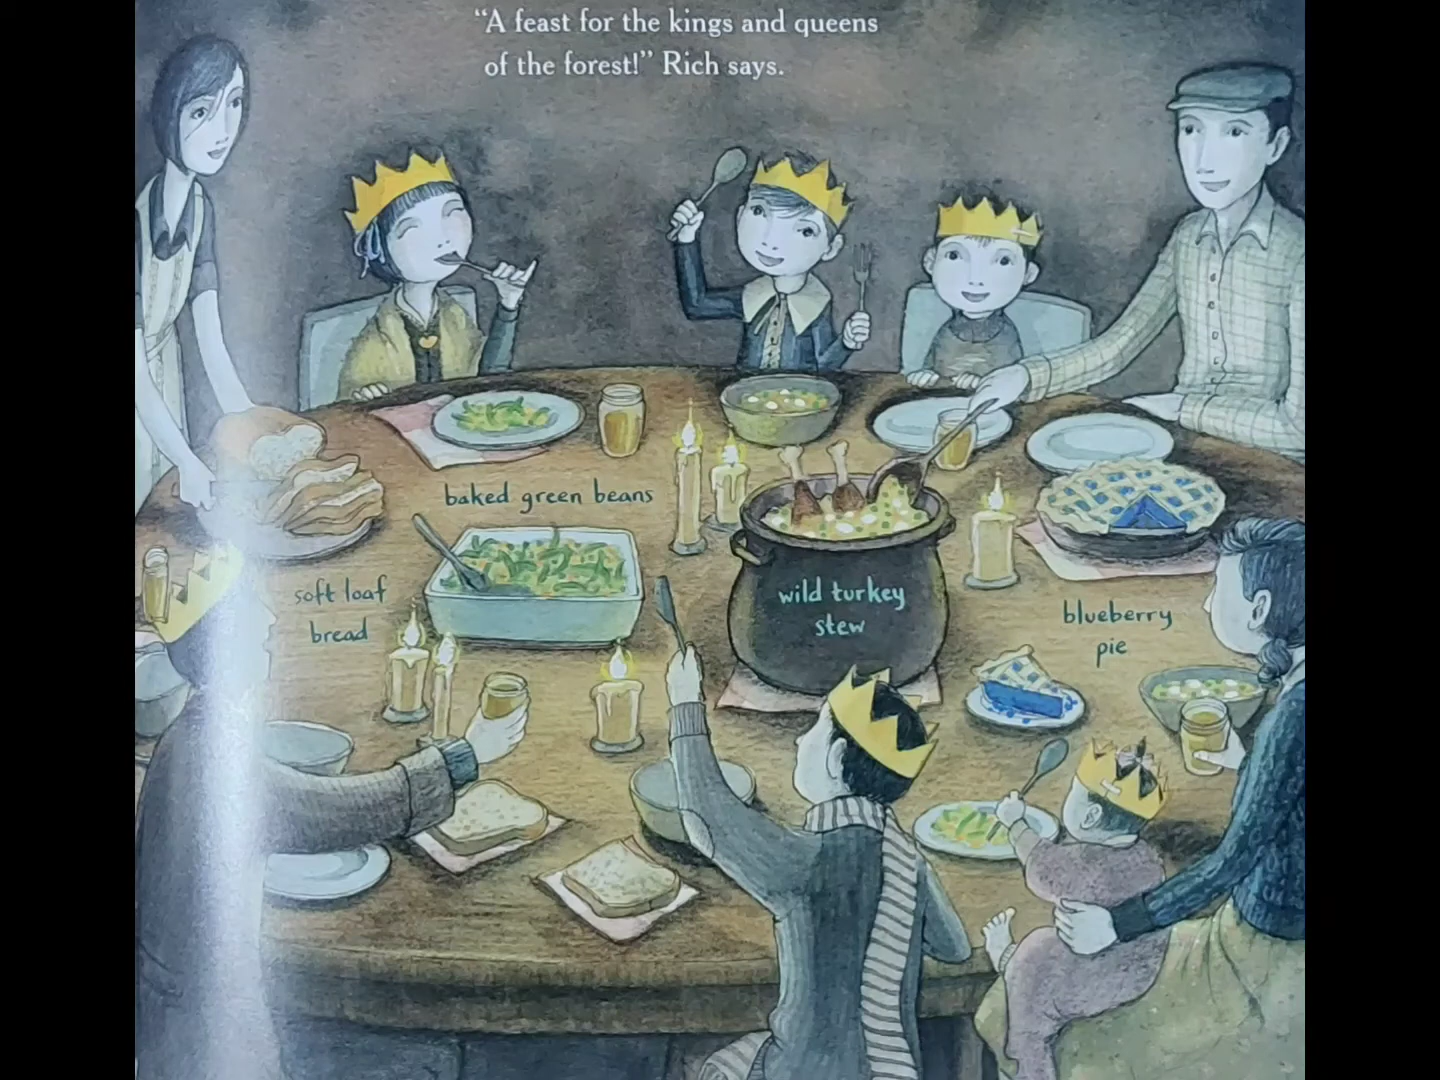 “A feast for the kings and queens
of the forest!” Rich says.
baked green beans
soft loaf
bread
wild turkey
stew
blueberry
pie